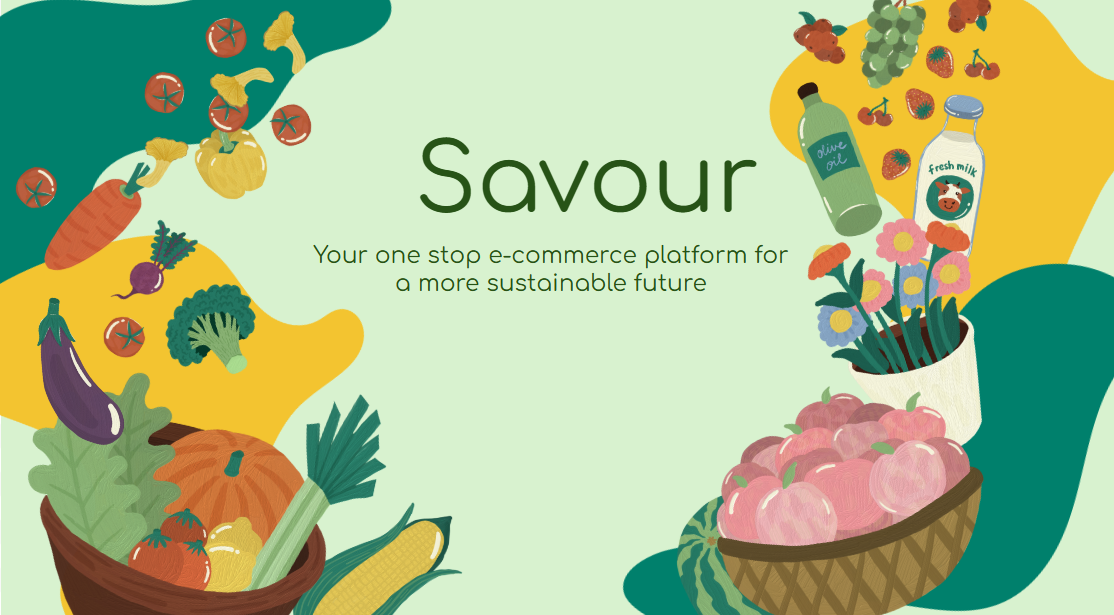 Savour
Your one stop e-commerce platform for
a more sustainable future
olive
oil
fresh milk